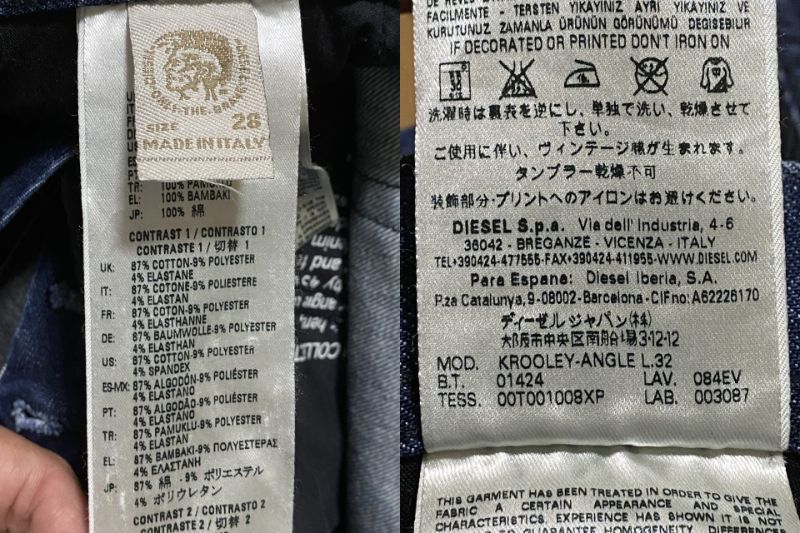 SIZE 28
MADE IN ITALY
TR: 100% PAMUKLU
EL: 100% BAMBAKI
JP: 100% 綿
CONTRAST 1 / CONTRASTO 1
CONTRASTE 1 / 切替 1
UK: 87% COTTON-9% POLYESTER
4% ELASTANE
IT: 87% COTONE-9% POLIESTERE
4% ELASTAN
FR: 87% COTON-9% POLYESTER
4% ELASTHANNE
DE: 87% BAUMWOLLE-9% POLYESTER
4% ELASTHAN
US: 87% COTTON-9% POLYESTER
4% SPANDEX
ES-MX: 87% ALGODÓN-9% POLIÉSTER
4% ELASTANO
PT: 87% ALGODÃO-9% POLIÉSTER
4% ELASTANO
TR: 87% PAMUKLU-9% POLYESTER
4% ELASTAN
EL: 87% BAMBAKI-9% ΠΟΛΥΕΣΤΕΡΑΣ
4% ΕΛΑΣΤΑΝΗ
JP: 87% 綿 -9% ポリエステル
4% ポリウレタン
CONTRAST 2 / CONTRASTO 2
CONTRASTE 2 / 切替 2
FACILMENTE - TERSTEN YIKAYINIZ AYRI YIKAYINIZ VE
KURUTUNUZ ZAMANLA ÜRÜNÜN GÖRÜNÜMÜ DEGISEBILIR
IF DECORATED OR PRINTED DON'T IRON ON
洗濯時は裏表を逆にし、単独で洗い、乾燥させて
下さい。
ご使用に伴い、ヴィンテージ感が生まれます。
タンブラー乾燥不可
装飾部分・プリントへのアイロンはお避けください。
DIESEL S.p.a. Via dell' Industria, 4-6
36042 - BREGANZE - VICENZA - ITALY
TEL+390424-477555-FAX+390424-411955-WWW.DIESEL.COM
Para Espana: Diesel Iberia, S.A.
P.za Catalunya, 9-08002-Barcelona-CIFno: A62226170
ディーゼルジャパン(株)
大阪市中央区南船場3-12-12
MOD. KROOLEY-ANGLE L.32
B.T. 01424 LAV. 084EV
TESS. 00T001008XP LAB. 003087
THIS GARMENT HAS BEEN TREATED IN ORDER TO GIVE THE
FABRIC A CERTAIN APPEARANCE AND SPECIAL
CHARACTERISTICS. EXPERIENCE HAS SHOWN IT IS NOT